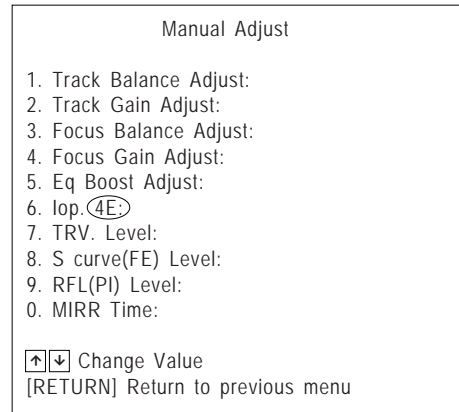 Manual Adjust
1. Track Balance Adjust:
2. Track Gain Adjust:
3. Focus Balance Adjust:
4. Focus Gain Adjust:
5. Eq Boost Adjust:
6. Iop.4E:
7. TRV. Level:
8. S curve(FE) Level:
9. RFL(PI) Level:
0. MIRR Time:
↑↓ Change Value
[RETURN] Return to previous menu